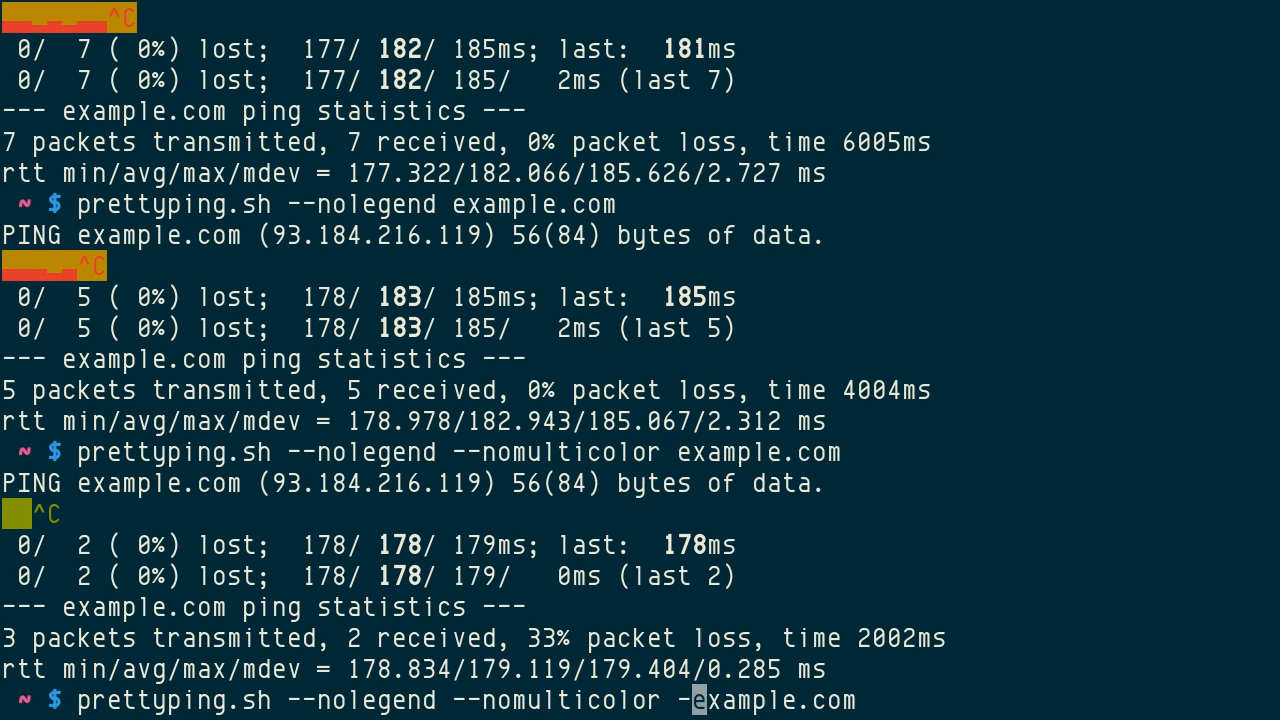 ▁▁▂▁▂▁▁^C
 0/  7 ( 0%) lost;  177/ 182/ 185ms; last:  181ms
 0/  7 ( 0%) lost;  177/ 182/ 185/   2ms (last 7)
--- example.com ping statistics ---
7 packets transmitted, 7 received, 0% packet loss, time 6005ms
rtt min/avg/max/mdev = 177.322/182.066/185.626/2.727 ms
 ~ $ prettyping.sh --nolegend example.com
PING example.com (93.184.216.119) 56(84) bytes of data.
^C
 0/  5 ( 0%) lost;  178/ 183/ 185ms; last:  185ms
 0/  5 ( 0%) lost;  178/ 183/ 185/   2ms (last 5)
--- example.com ping statistics ---
5 packets transmitted, 5 received, 0% packet loss, time 4004ms
rtt min/avg/max/mdev = 178.978/182.943/185.067/2.312 ms
 ~ $ prettyping.sh --nolegend --nomulticolor example.com
PING example.com (93.184.216.119) 56(84) bytes of data.
^C
 0/  2 ( 0%) lost;  178/ 178/ 179ms; last:  178ms
 0/  2 ( 0%) lost;  178/ 178/ 179/   0ms (last 2)
--- example.com ping statistics ---
3 packets transmitted, 2 received, 33% packet loss, time 2002ms
rtt min/avg/max/mdev = 178.834/179.119/179.404/0.285 ms
 ~ $ prettyping.sh --nolegend --nomulticolor -example.com